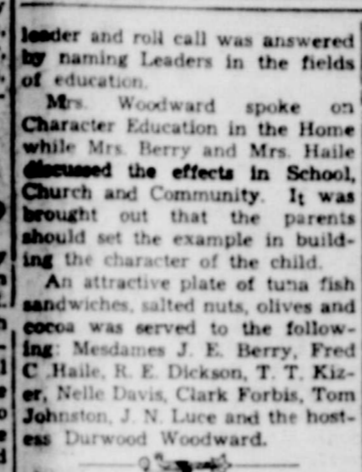 leader and roll call was answered
by naming Leaders in the fields
of education.
Mrs. Woodward spoke on
Character Education in the Home
while Mrs. Berry and Mrs. Haile
discussed the effects in School,
Church and Community. It was
brought out that the parents
should set the example in build-
ing the character of the child.
An attractive plate of tuna fish
sandwiches, salted nuts, olives and
cocoa was served to the follow-
ing: Mesdames J. E. Berry, Fred
C .Haile, R. E. Dickson, T. T. Kiz-
er, Nelle Davis, Clark Forbis, Tom
Johnston, J. N. Luce and the host-
ess Durwood Woodward.